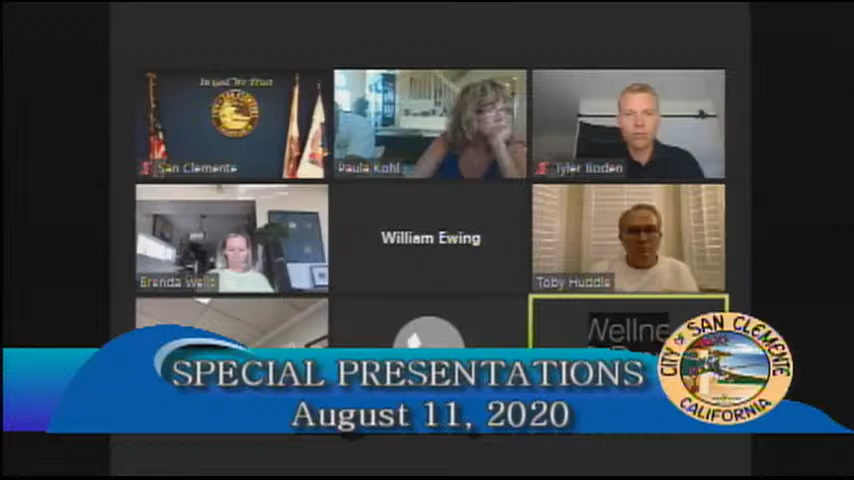 San Clemente
Paula Kohl
Tyler Boden
William Ewing
Brenda Wells
Toby Huddle
Wellne
SPECIAL PRESENTATIONS
August 11, 2020
CITY OF SAN CLEMENTE
CALIFORNIA